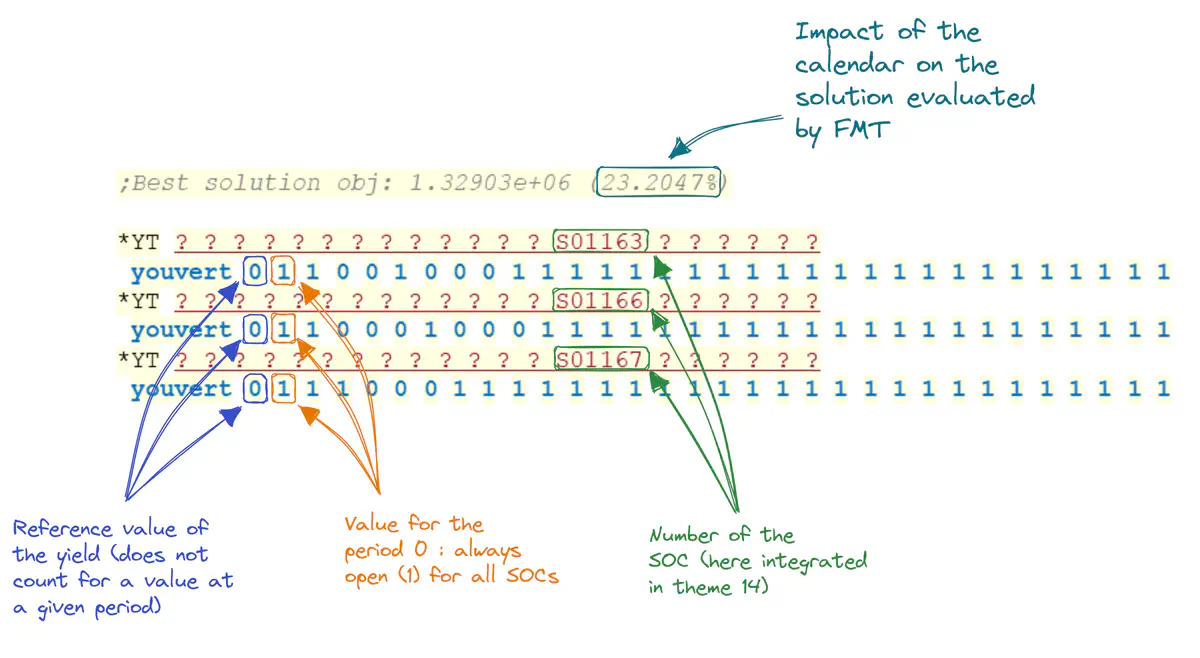 Impact of the
calendar on the
solution evaluated
by FMT
;Best solution obj: 1.32903e+06 (23.2047%)
*YT ? ? ? ? ? ? ? ? ? ? ? ? ? S01163 ? ? ? ? ? ?
youvert 0 1 1 0 0 1 0 0 0 1 1 1 1 1 1 1 1 1 1 1 1 1 1 1 1 1 1 1 1 1 1 1
*YT ? ? ? ? ? ? ? ? ? ? ? ? ? S01166 ? ? ? ? ? ?
youvert 0 1 1 0 0 0 1 0 0 0 1 1 1 1 1 1 1 1 1 1 1 1 1 1 1 1 1 1 1 1 1 1
*YT ? ? ? ? ? ? ? ? ? ? ? ? ? S01167 ? ? ? ? ? ?
youvert 0 1 1 1 0 0 0 1 1 1 1 1 1 1 1 1 1 1 1 1 1 1 1 1 1 1 1 1 1 1 1 1
Reference value of
the yield (does not
count for a value at
a given period)
Value for the
period 0 : always
open (1) for all SOCs
Number of the
SOC (here integrated
in theme 14)